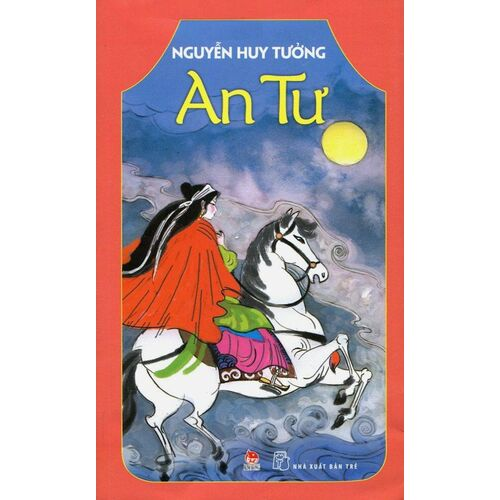 NGUYỄN HUY TƯỞNG
An Tư
NHÀ XUẤT BẢN TRẺ